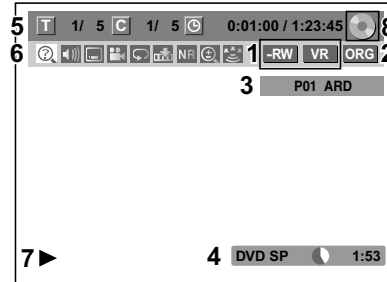 5 T 1/ 5 C 1/ 5 0:01:00 / 1:23:45 8
6 NR 1 -RW VR ORG 2
3 P01 ARD
7 ▶ 4 DVD SP 1:53